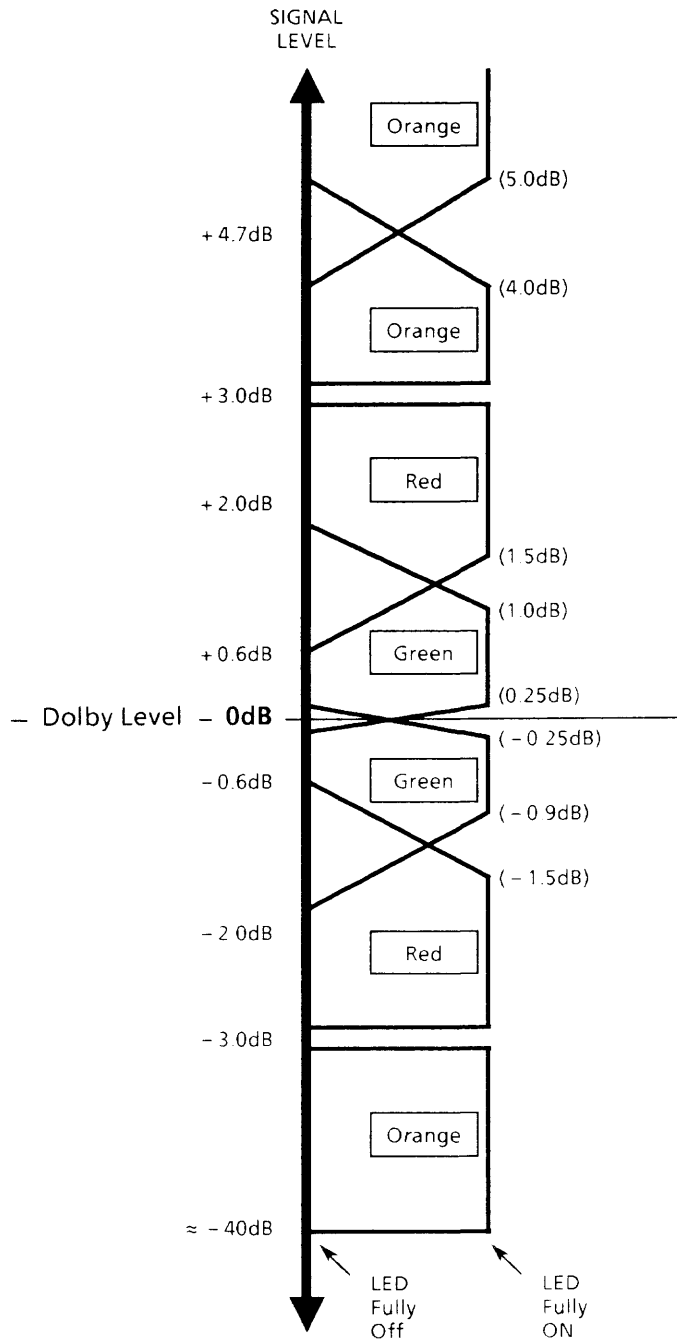 SIGNAL
LEVEL
Orange
(5.0dB)
+ 4.7dB
(4.0dB)
Orange
+ 3.0dB
Red
+ 2.0dB
(1.5dB)
(1.0dB)
+ 0.6dB
Green
(0.25dB)
– Dolby Level – 0dB
( – 0 25dB)
– 0.6dB
Green
( – 0 9dB)
( – 1.5dB)
– 2 0dB
Red
– 3.0dB
Orange
≈ – 40dB
LED
Fully
Off
LED
Fully
ON